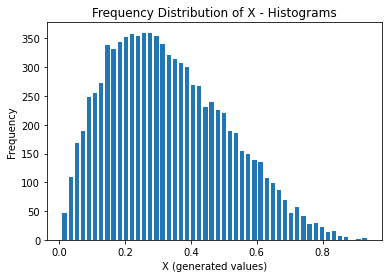 Frequency Distribution of X - Histograms
350
300
250
200
150
100
50
0
Frequency
0.0 0.2 0.4 0.6 0.8
X (generated values)